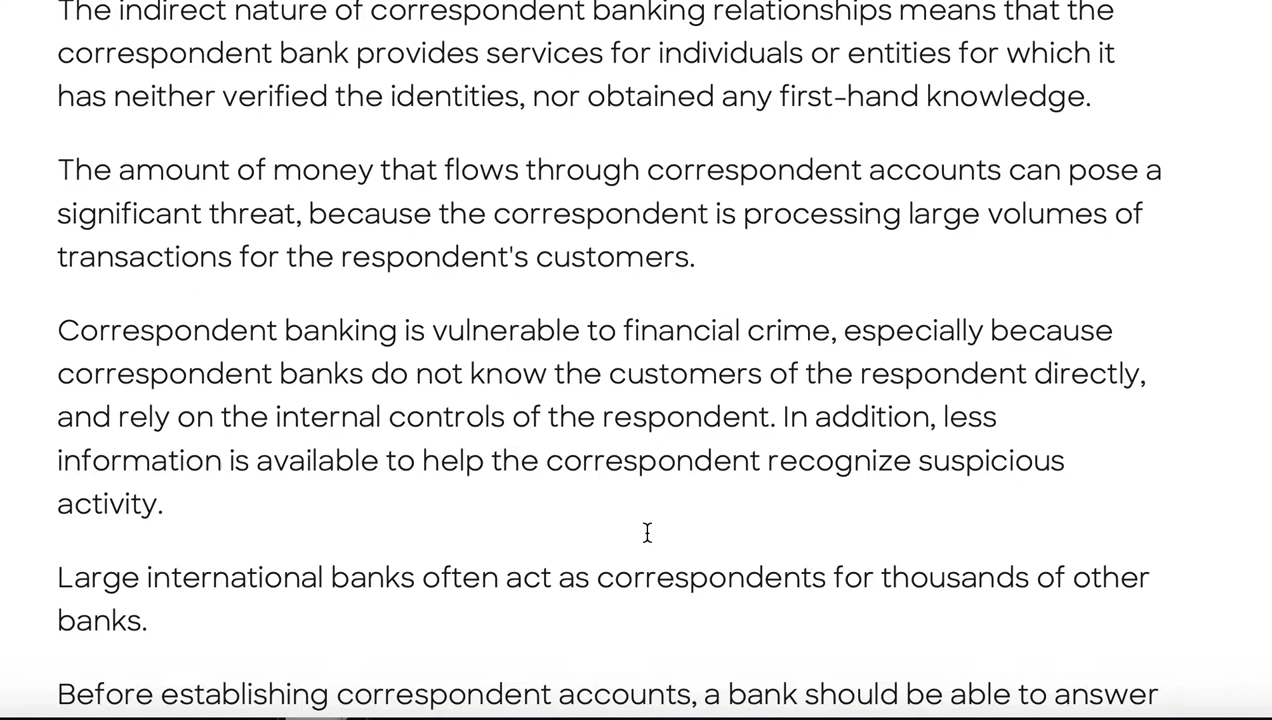 The indirect nature of correspondent banking relationships means that the
correspondent bank provides services for individuals or entities for which it
has neither verified the identities, nor obtained any first-hand knowledge.
The amount of money that flows through correspondent accounts can pose a
significant threat, because the correspondent is processing large volumes of
transactions for the respondent's customers.
Correspondent banking is vulnerable to financial crime, especially because
correspondent banks do not know the customers of the respondent directly,
and rely on the internal controls of the respondent. In addition, less
information is available to help the correspondent recognize suspicious
activity.
Large international banks often act as correspondents for thousands of other
banks.
Before establishing correspondent accounts, a bank should be able to answer